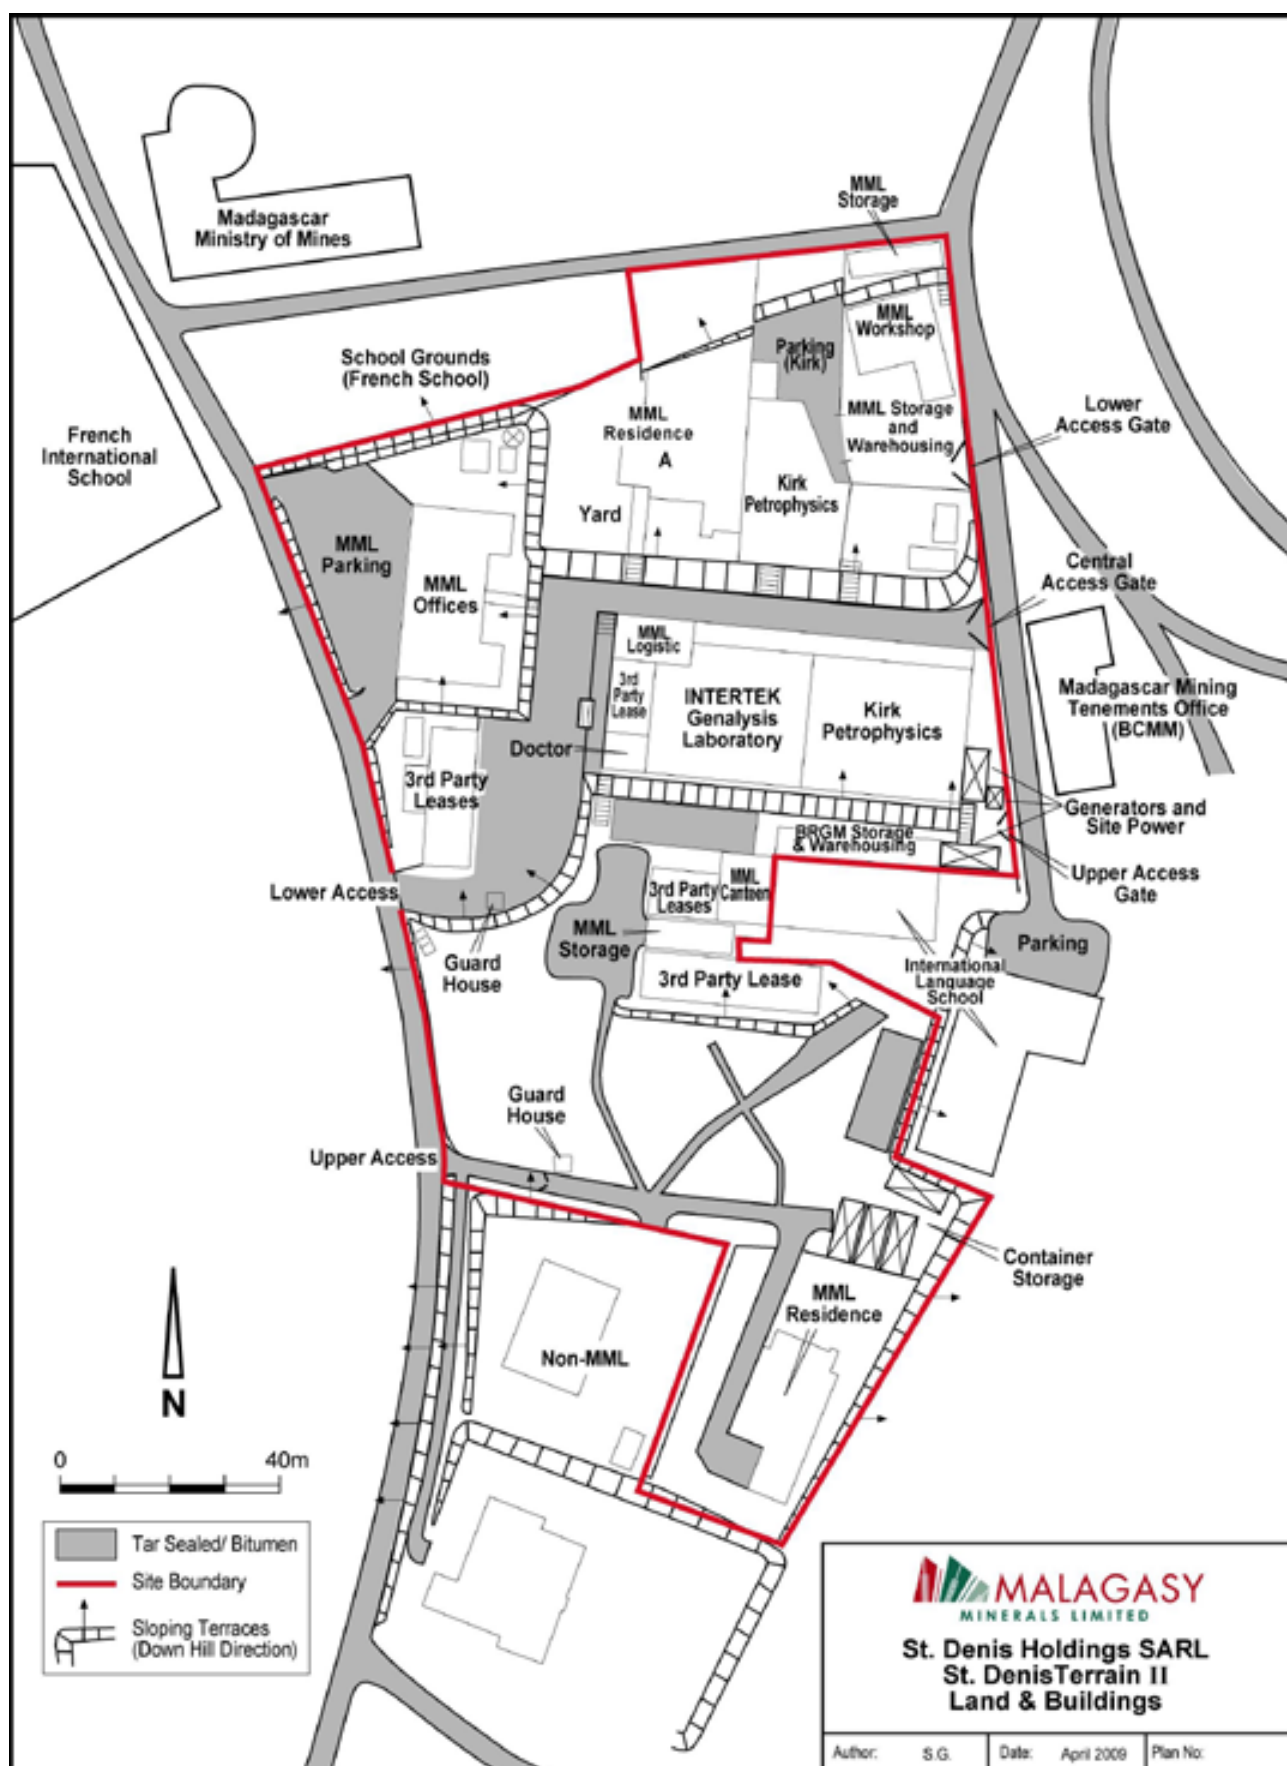 MML
Storage
Madagascar
Ministry of Mines
MML
Workshop
Parking
(Kirk)
School Grounds
(French School)
French
International
School
MML
Residence
A
MML Storage
and
Warehousing
Lower
Access Gate
Kirk
Petrophysics
Yard
MML
Parking
MML
Offices
Central
Access Gate
MML
Logistic
3rd
Party
Lease
INTERTEK
Genalysis
Laboratory
Kirk
Petrophysics
Madagascar Mining
Tenements Office
(BCMM)
Doctor
3rd Party
Leases
Generators and
Site Power
BRGM Storage
& Warehousing
Upper Access
Gate
Lower Access
3rd Party
Leases
MML
Canteen
MML
Storage
Parking
Guard
House
3rd Party Lease
International
Language
School
Guard
House
Upper Access
Container
Storage
MML
Residence
Non-MML
N
0 40m
Tar Sealed/ Bitumen
Site Boundary
Sloping Terraces
(Down Hill Direction)
MALAGASY
MINERALS LIMITED
St. Denis Holdings SARL
St. DenisTerrain II
Land & Buildings
Author: S.G. Date: April 2009 Plan No: